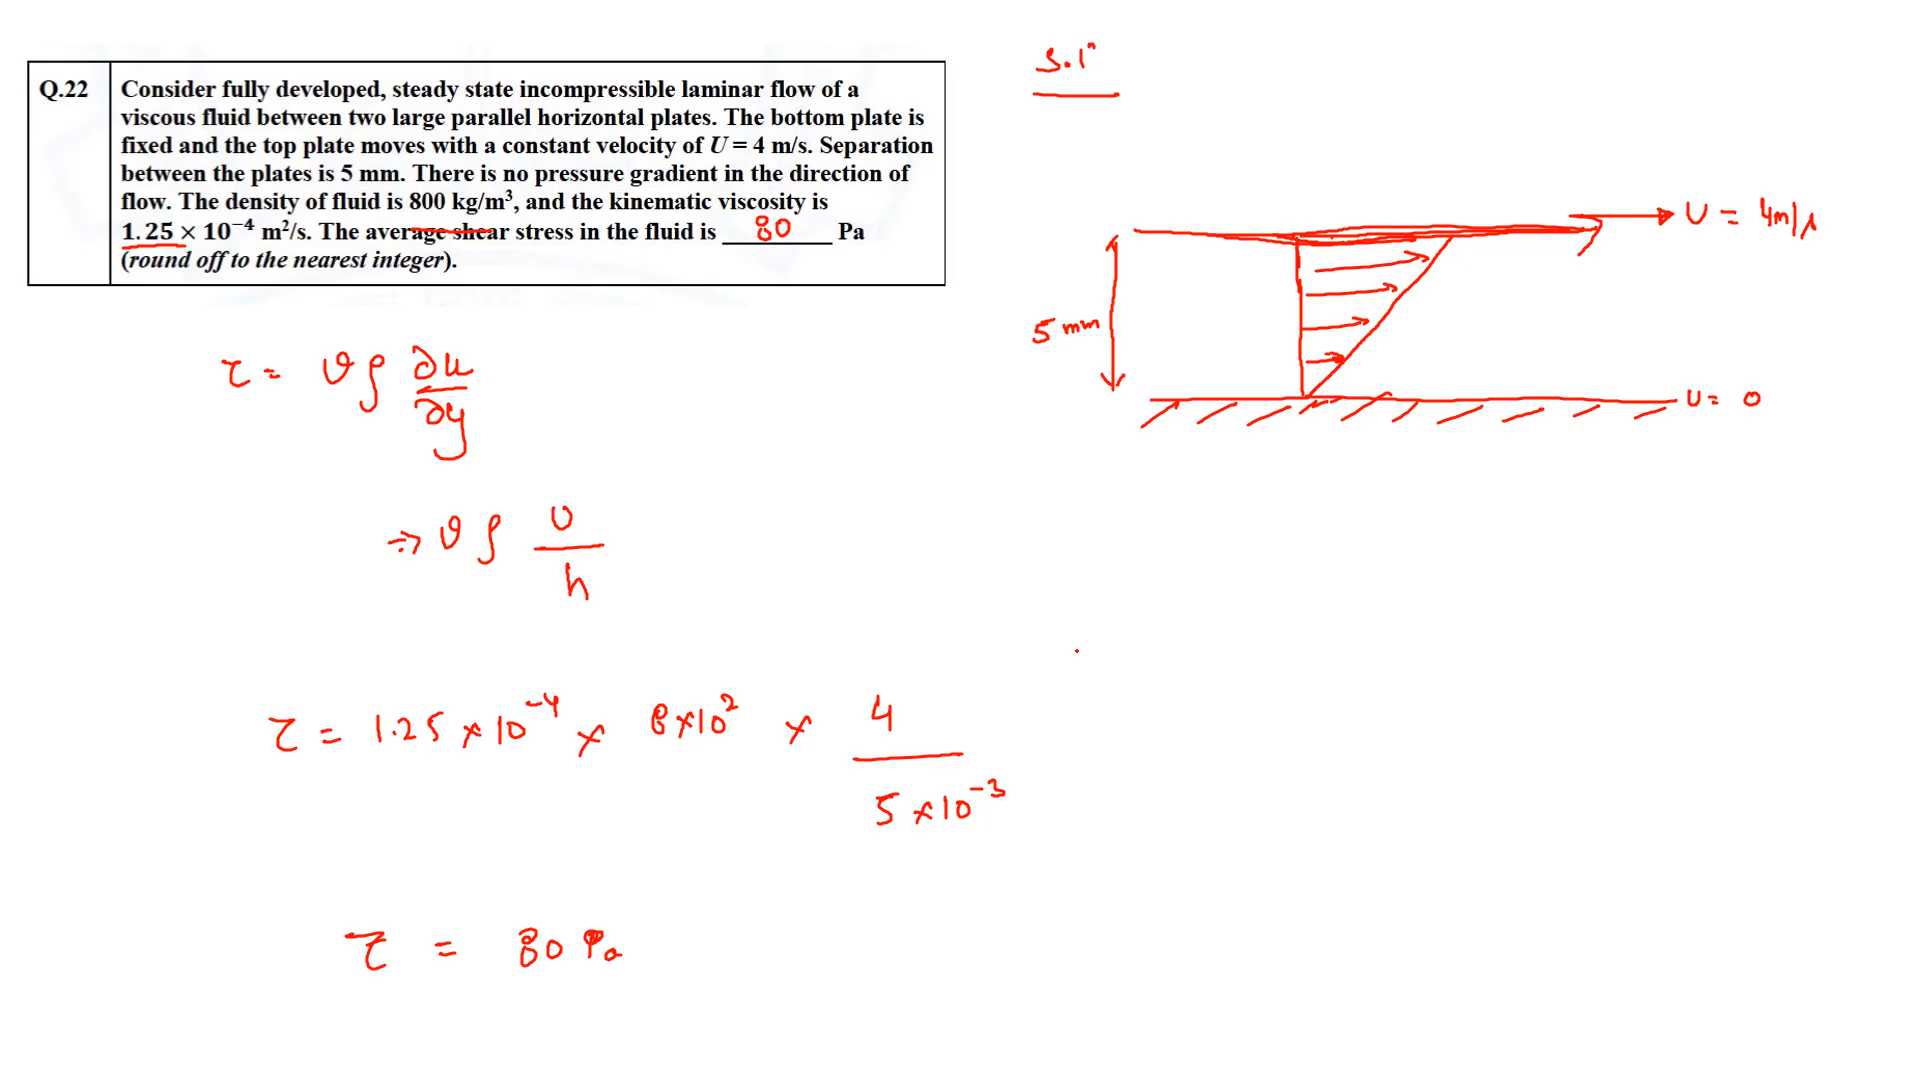 Q.22
Consider fully developed, steady state incompressible laminar flow of a
viscous fluid between two large parallel horizontal plates. The bottom plate is
fixed and the top plate moves with a constant velocity of U = 4 m/s. Separation
between the plates is 5 mm. There is no pressure gradient in the direction of
flow. The density of fluid is 800 kg/m³, and the kinematic viscosity is
1.25 × 10⁻⁴ m²/s. The average shear stress in the fluid is 80 Pa
(round off to the nearest integer).
U = 4m/s
5 mm
U = 0
τ = ϑ ρ ∂u/∂y
⇒ ϑ ρ U/h
τ = 1.25 × 10⁻⁴ × 8×10² × 4/5×10⁻³
τ = 80 Pa